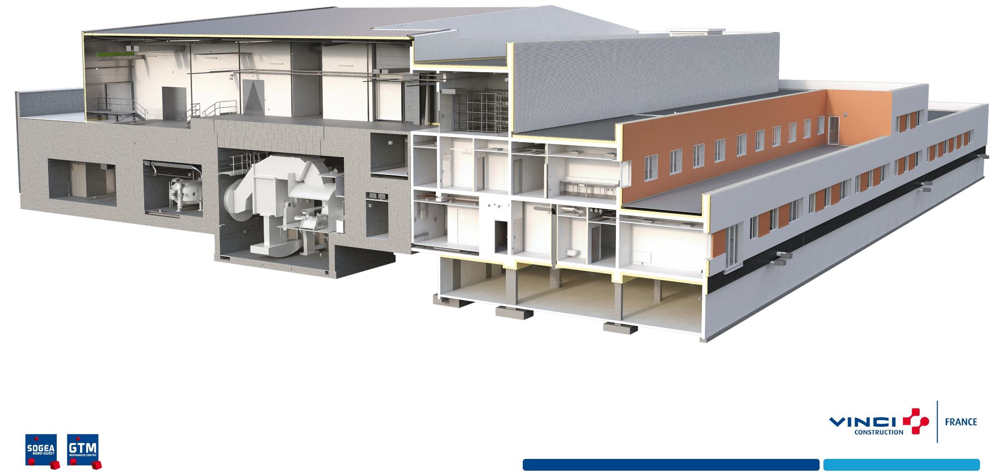 SOGEA
NORD-OUEST
GTM
NORMANDIE CENTRE
VINCI
CONSTRUCTION
FRANCE